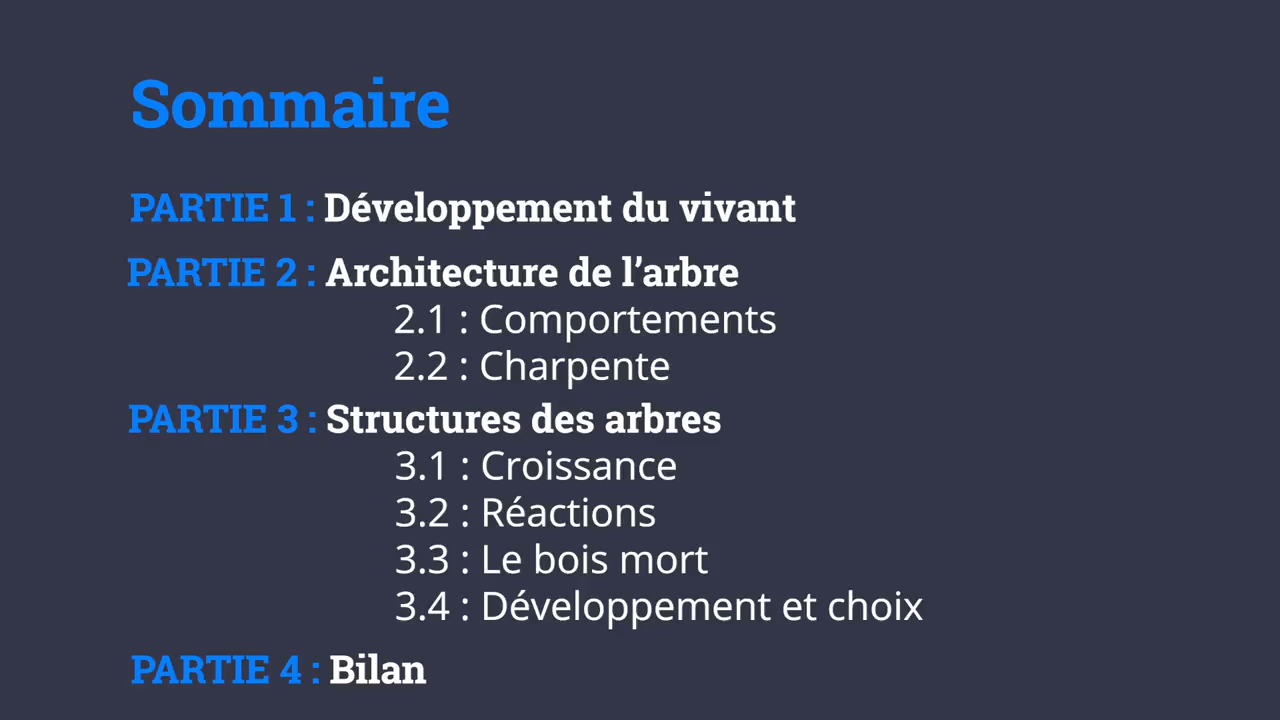 Sommaire
PARTIE 1 : Développement du vivant
PARTIE 2 : Architecture de l’arbre
2.1 : Comportements
2.2 : Charpente
PARTIE 3 : Structures des arbres
3.1 : Croissance
3.2 : Réactions
3.3 : Le bois mort
3.4 : Développement et choix
PARTIE 4 : Bilan